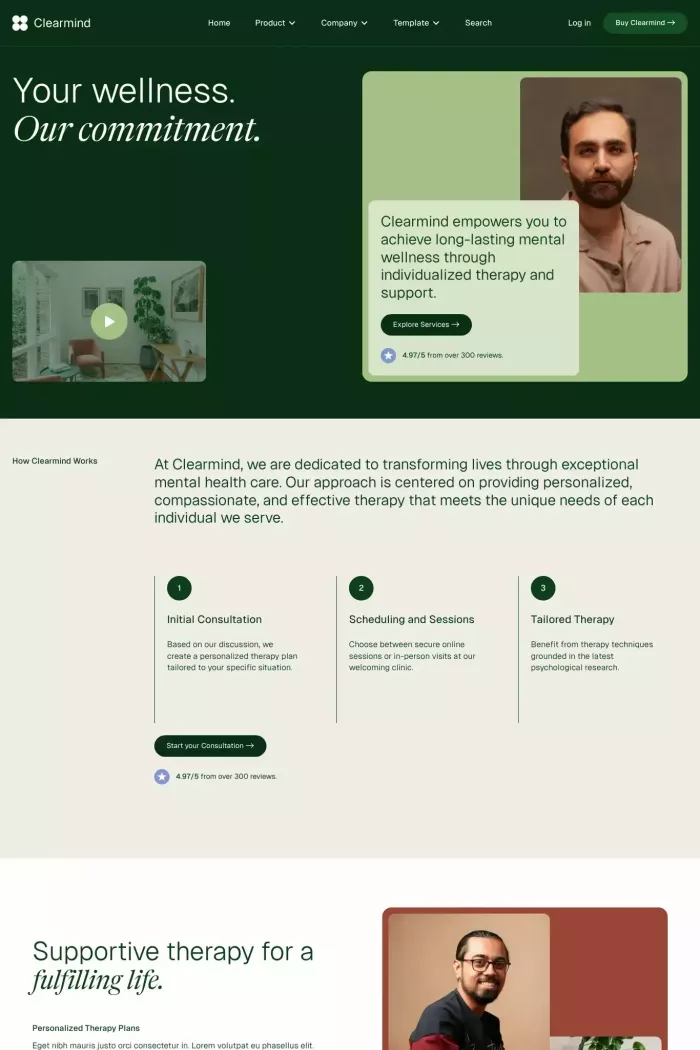 Clearmind
Home
Product
Company
Template
Search
Log in
Buy Clearmind →
Your wellness.
Our commitment.
Clearmind empowers you to
achieve long-lasting mental
wellness through
individualized therapy and
support.
Explore Services →
4.97/5 from over 300 reviews.
How Clearmind Works
At Clearmind, we are dedicated to transforming lives through exceptional
mental health care. Our approach is centered on providing personalized,
compassionate, and effective therapy that meets the unique needs of each
individual we serve.
1
Initial Consultation
Based on our discussion, we
create a personalized therapy plan
tailored to your specific situation.
2
Scheduling and Sessions
Choose between secure online
sessions or in-person visits at our
welcoming clinic.
3
Tailored Therapy
Benefit from therapy techniques
grounded in the latest
psychological research.
Start your Consultation →
4.97/5 from over 300 reviews.
Supportive therapy for a
fulfilling life.
Personalized Therapy Plans
Eget nibh mauris justo orci consectetur in. Lorem volutpat eu phasellus elit.